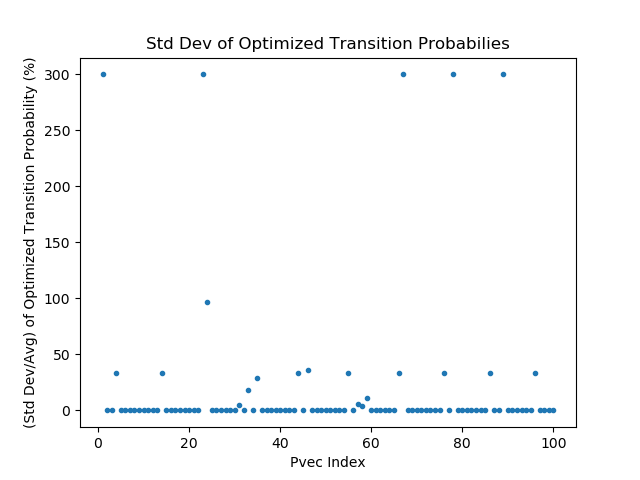 Std Dev of Optimized Transition Probabilies
(Std Dev/Avg) of Optimized Transition Probability (%)
300
250
200
150
100
50
0
0 20 40 60 80 100
Pvec Index